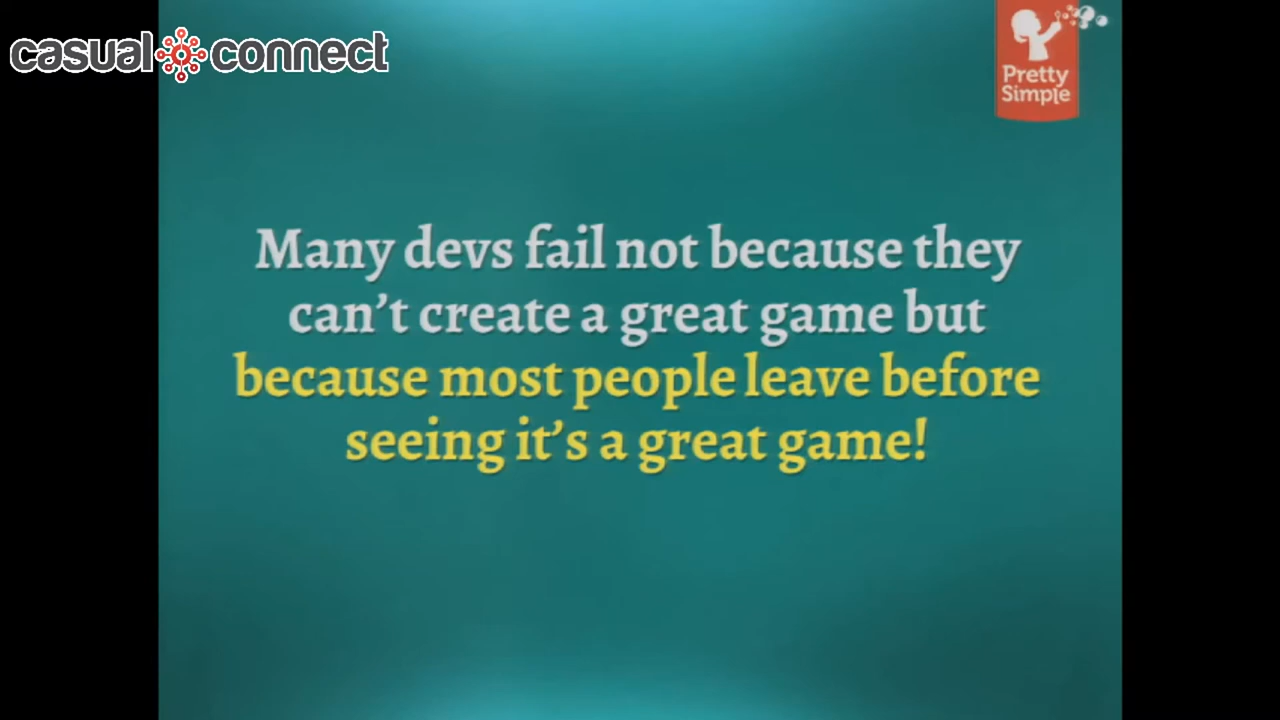 casual connect
Pretty
Simple
Many devs fail not because they
can't create a great game but
because most people leave before
seeing it's a great game!